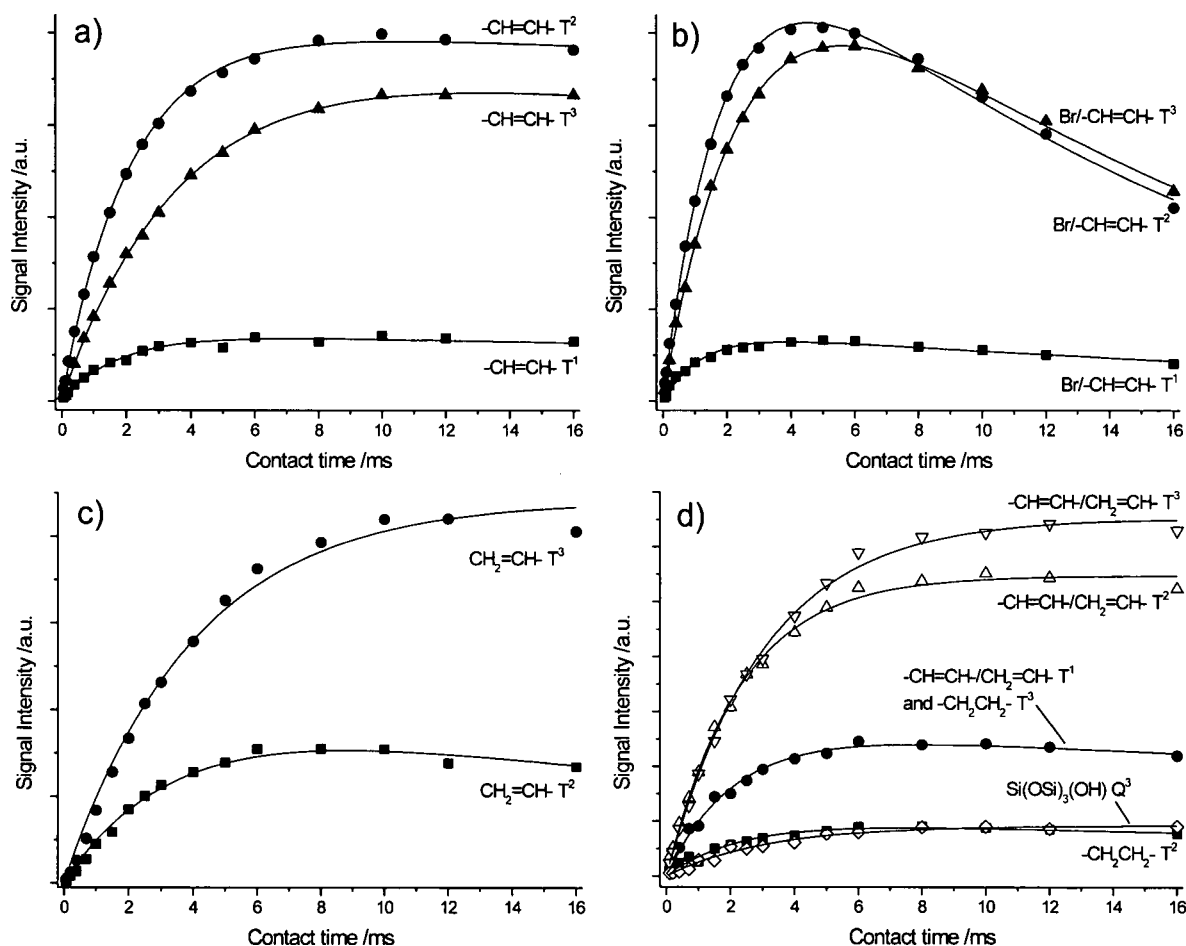 a)
-CH=CH- T²
-CH=CH- T³
-CH=CH- T¹
Signal Intensity /a.u.
0 2 4 6 8 10 12 14 16
Contact time /ms
b)
Br/-CH=CH- T³
Br/-CH=CH- T²
Br/-CH=CH- T¹
Signal Intensity /a.u.
0 2 4 6 8 10 12 14 16
Contact time /ms
c)
CH₂=CH- T³
CH₂=CH- T²
Signal Intensity /a.u.
0 2 4 6 8 10 12 14 16
Contact time /ms
d)
-CH=CH-/CH₂=CH- T³
-CH=CH-/CH₂=CH- T²
-CH=CH-/CH₂=CH- T¹
and -CH₂CH₂- T³
Si(OSi)₃(OH) Q³
-CH₂CH₂- T²
Signal Intensity /a.u.
0 2 4 6 8 10 12 14 16
Contact time /ms